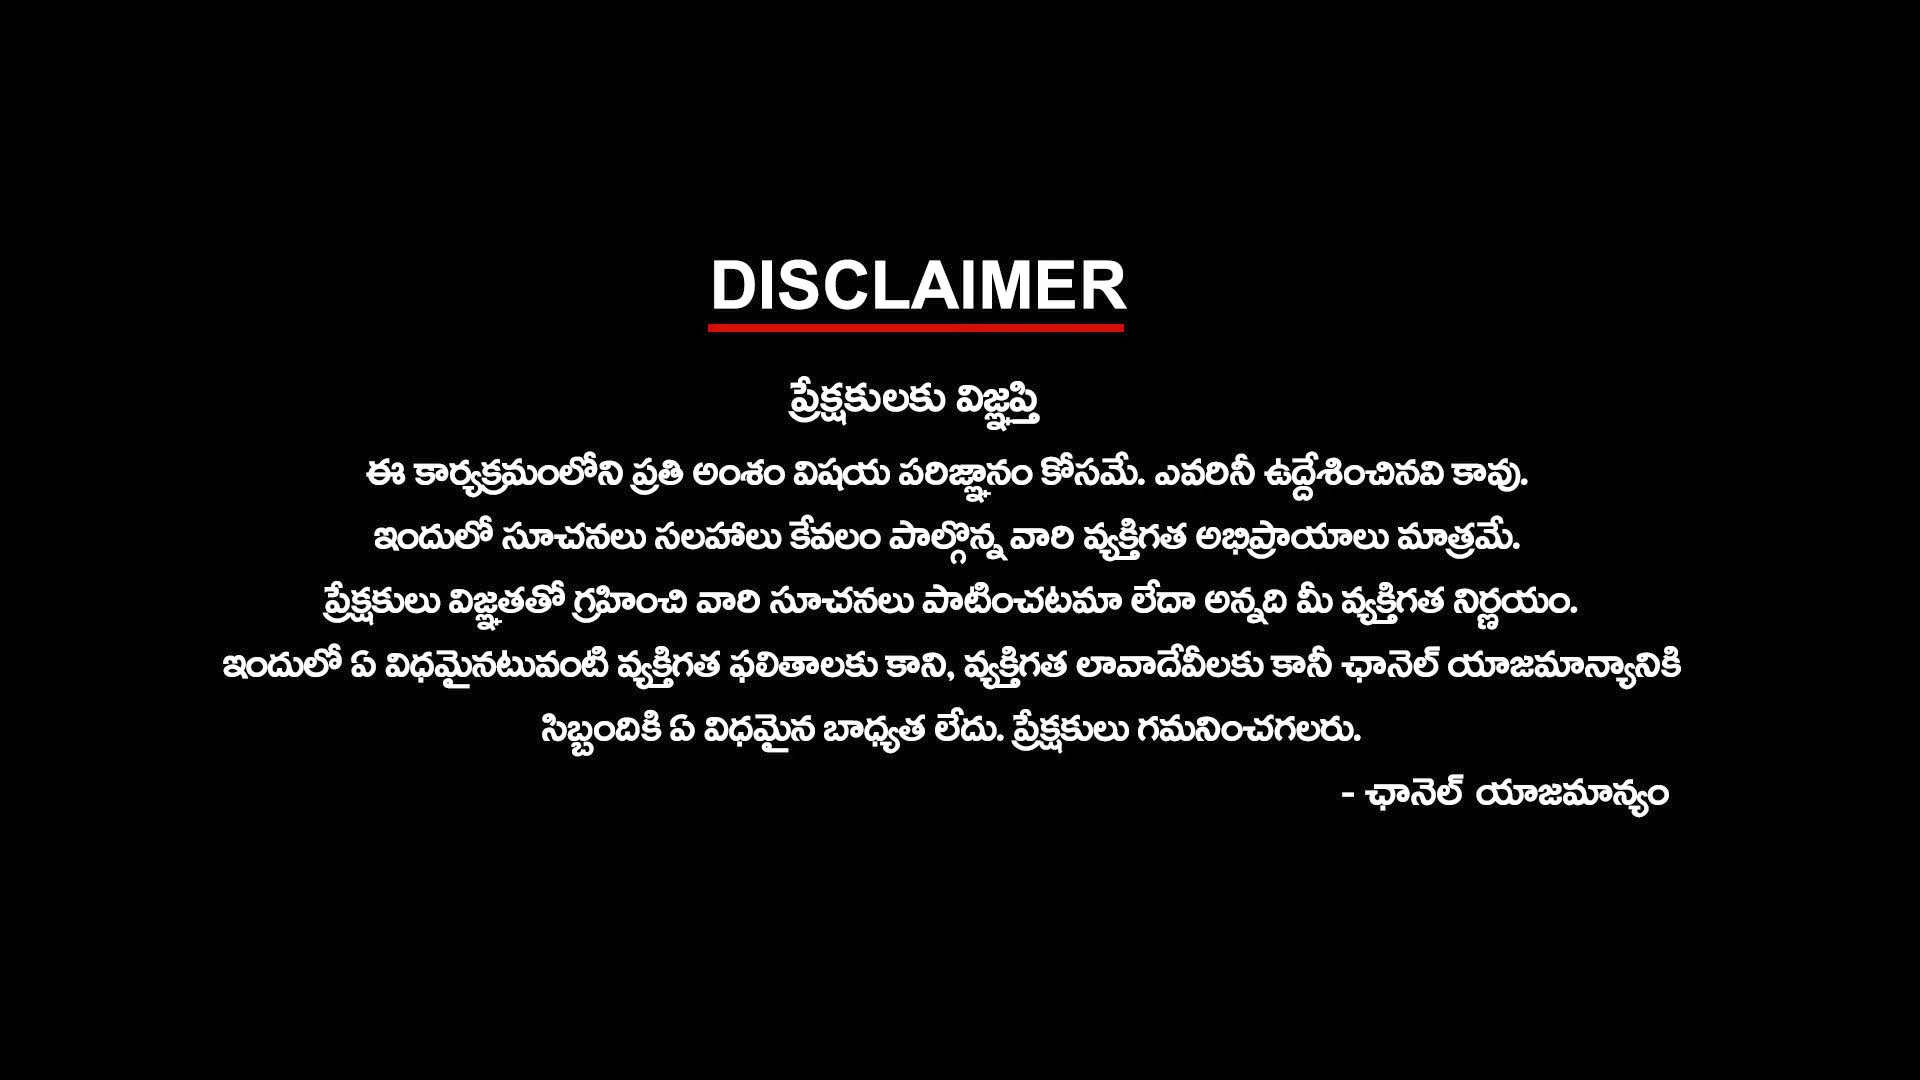 DISCLAIMER
ప్రేక్షకులకు విజ్ఞప్తి
ఈ కార్యక్రమంలోని ప్రతి అంశం విషయ పరిజ్ఞానం కోసమే. ఎవరినీ ఉద్దేశించినవి కావు.
ఇందులో సూచనలు సలహాలు కేవలం పాల్గొన్న వారి వ్యక్తిగత అభిప్రాయాలు మాత్రమే.
ప్రేక్షకులు విజ్ఞతతో గ్రహించి వారి సూచనలు పాటించటమా లేదా అన్నది మీ వ్యక్తిగత నిర్ణయం.
ఇందులో ఏ విధమైనటువంటి వ్యక్తిగత ఫలితాలకు కాని, వ్యక్తిగత లావాదేవీలకు కానీ ఛానెల్ యాజమాన్యానికి
సిబ్బందికి ఏ విధమైన బాధ్యత లేదు. ప్రేక్షకులు గమనించగలరు.
- ఛానెల్ యాజమాన్యం